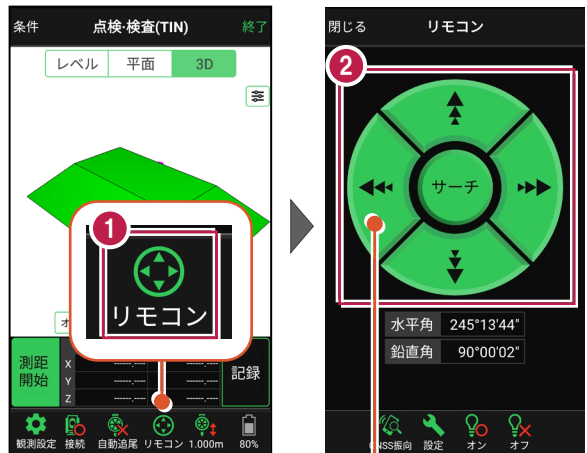 条件 点検・検査(TIN) 終了
レベル 平面 3D
1
リモコン
オ
測距
開始
X -----.---- -----.----
Y -----.---- -----.----
Z -----.---- -----.----
記録
観測設定 接続 自動追尾 リモコン 1.000m 80%
閉じる リモコン
2
サーチ
水平角 245°13'44"
鉛直角 90°00'02"
GNSS振向 設定 オン オフ